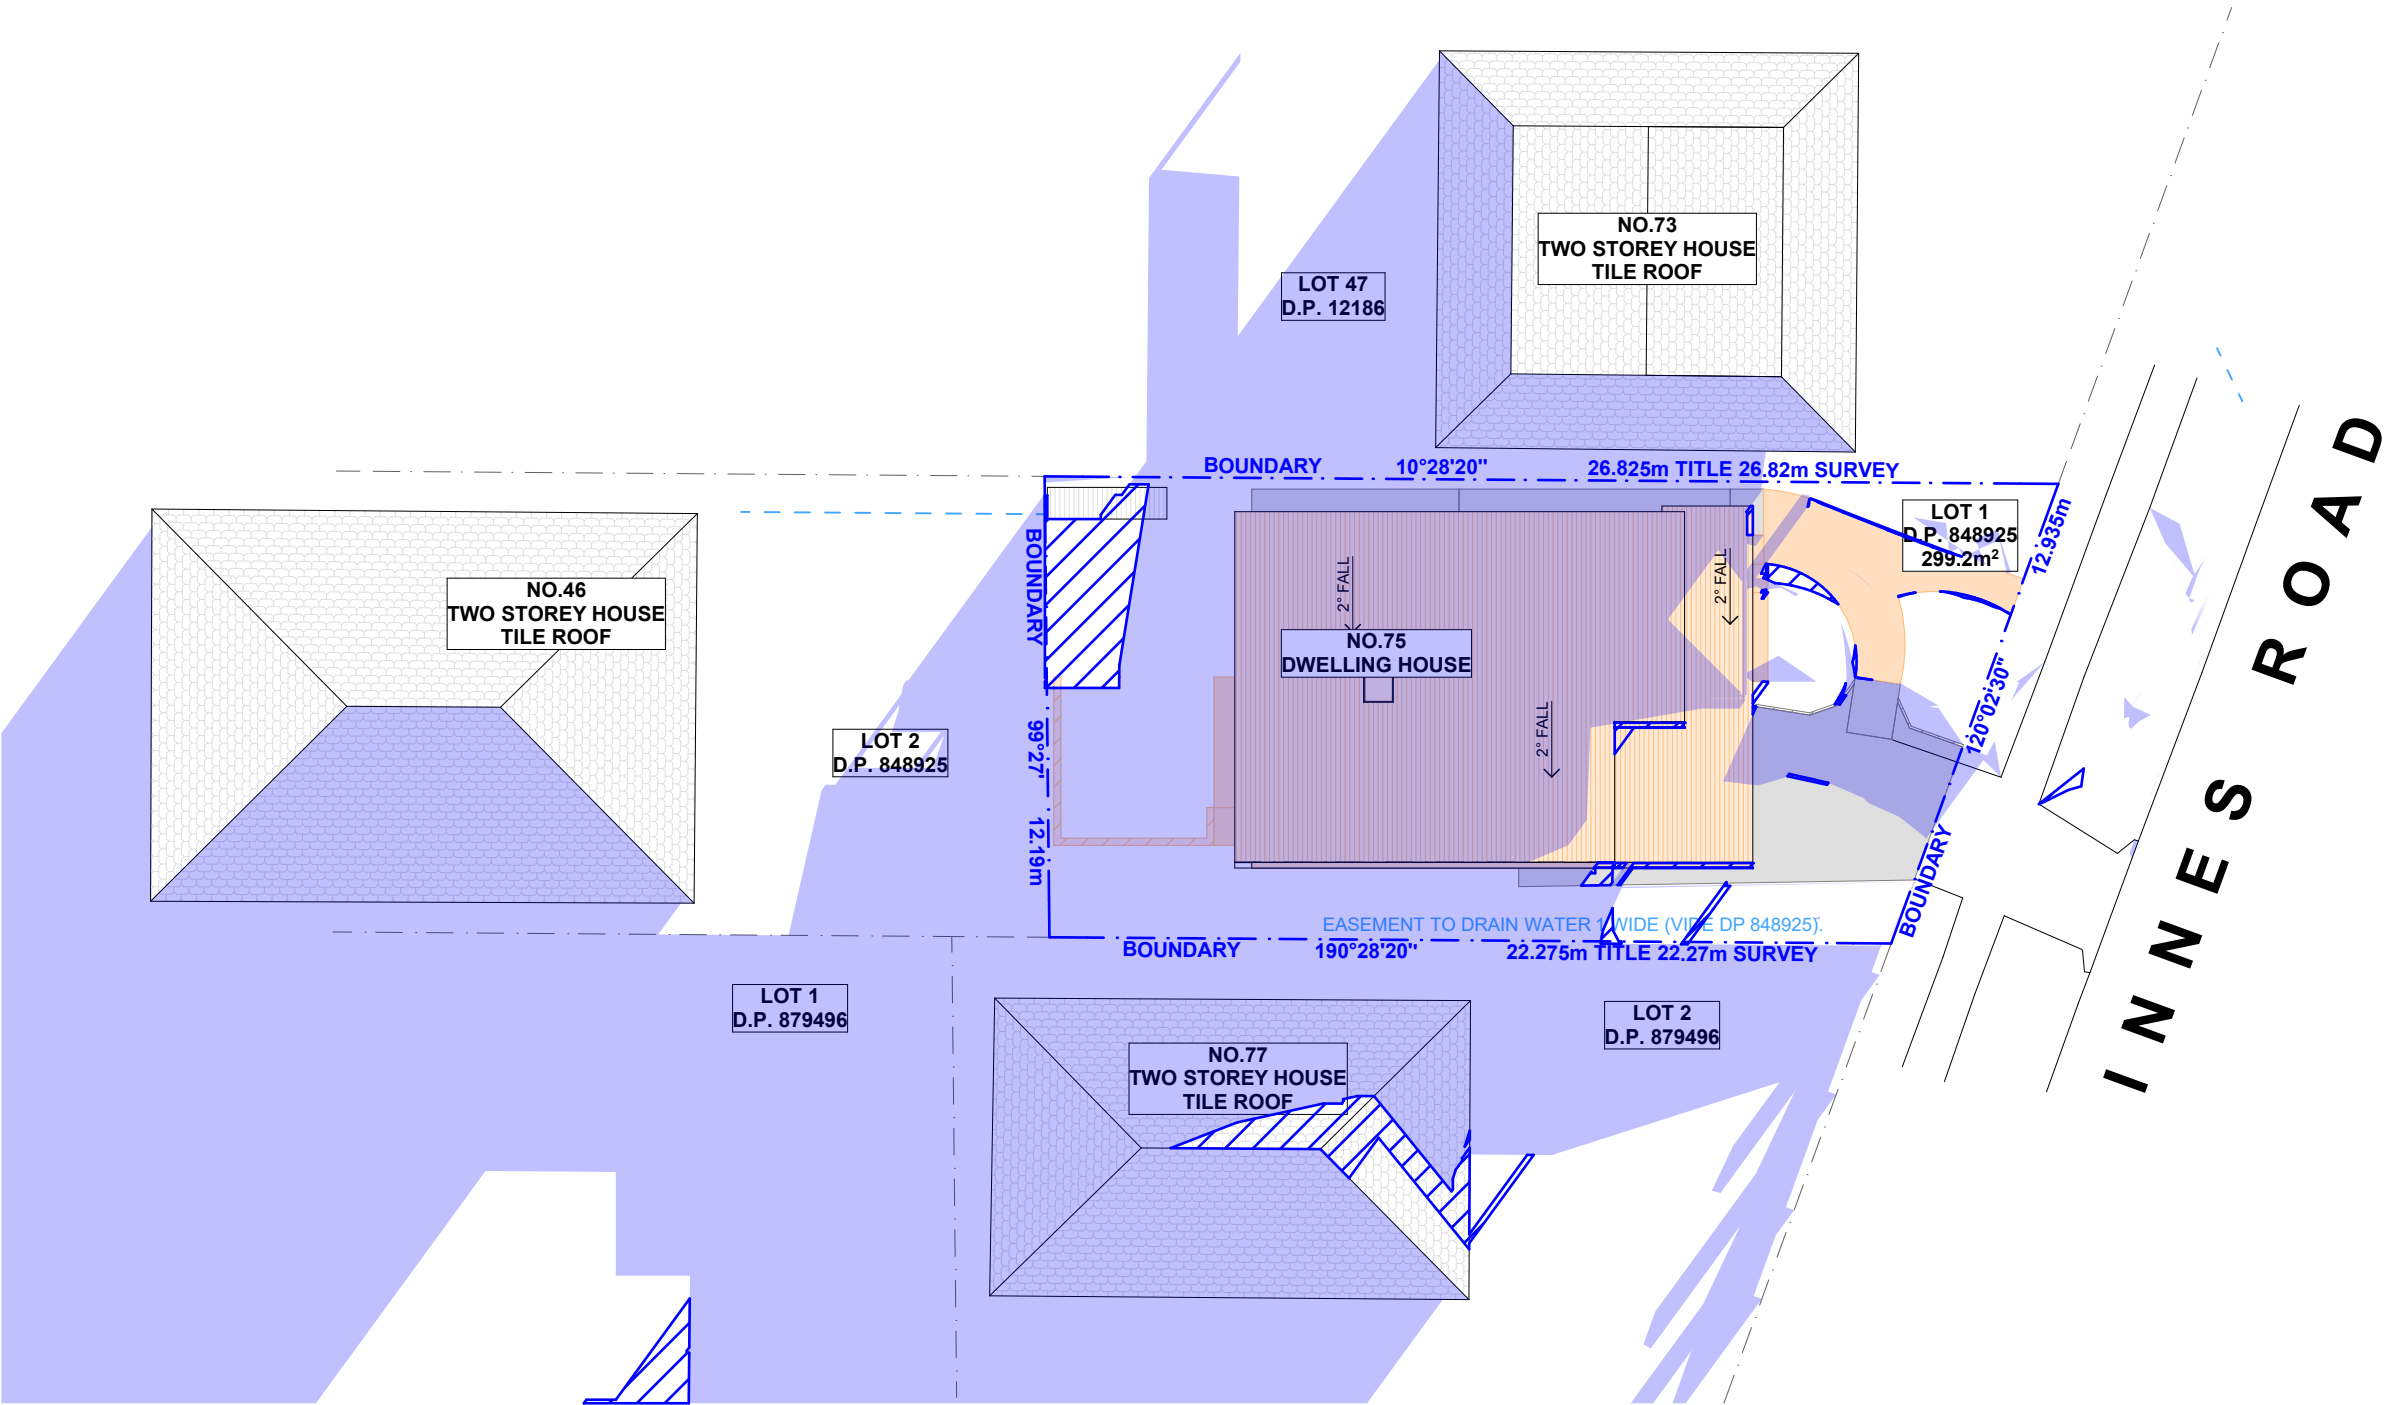 NO.73
TWO STOREY HOUSE
TILE ROOF
LOT 47
D.P. 12186
BOUNDARY
10°28'20"
26.825m TITLE 26.82m SURVEY
LOT 1
D.P. 848925
299.2m²
12.935m
INNES ROAD
NO.46
TWO STOREY HOUSE
TILE ROOF
BOUNDARY
2° FALL
2° FALL
NO.75
DWELLING HOUSE
2° FALL
LOT 2
D.P. 848925
99°27'
12.19m
120°02'30"
BOUNDARY
EASEMENT TO DRAIN WATER 1 WIDE (VIDE DP 848925).
BOUNDARY
190°28'20"
22.275m TITLE 22.27m SURVEY
LOT 1
D.P. 879496
LOT 2
D.P. 879496
NO.77
TWO STOREY HOUSE
TILE ROOF